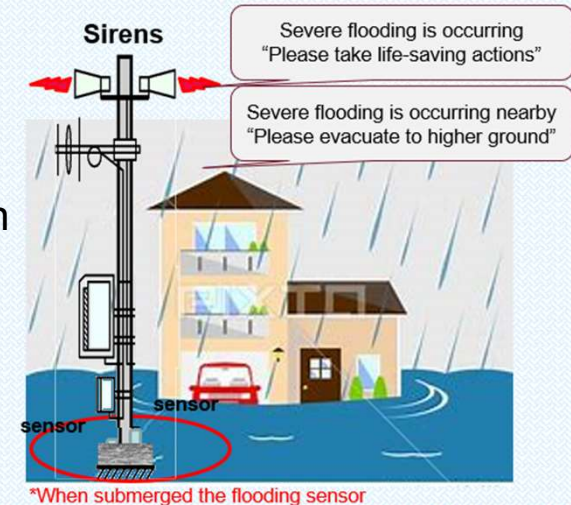 Sirens
Severe flooding is occurring
“Please take life-saving actions”
Severe flooding is occurring nearby
“Please evacuate to higher ground”
n
PIXTA
sensor
sensor
*When submerged the flooding sensor